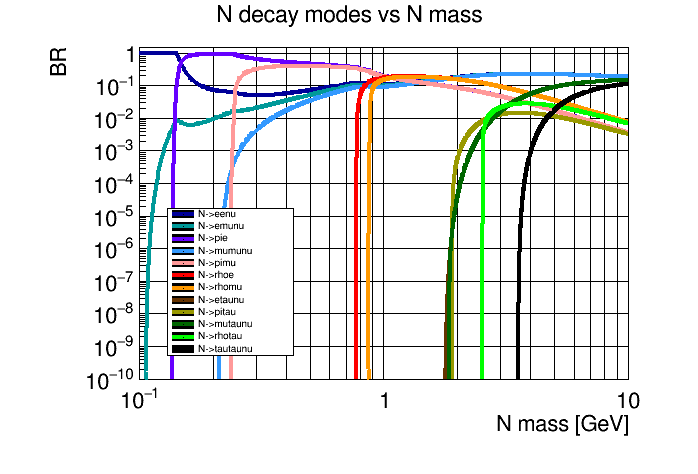 N decay modes vs N mass
BR
1
10−1
10−2
10−3
10−4
10−5
10−6
10−7
10−8
10−9
10−10
N->eenu
N->emunu
N->pie
N->mumunu
N->pimu
N->rhoe
N->rhomu
N->etaunu
N->pitau
N->mutaunu
N->rhotau
N->tautaunu
10−1 1 10
N mass [GeV]